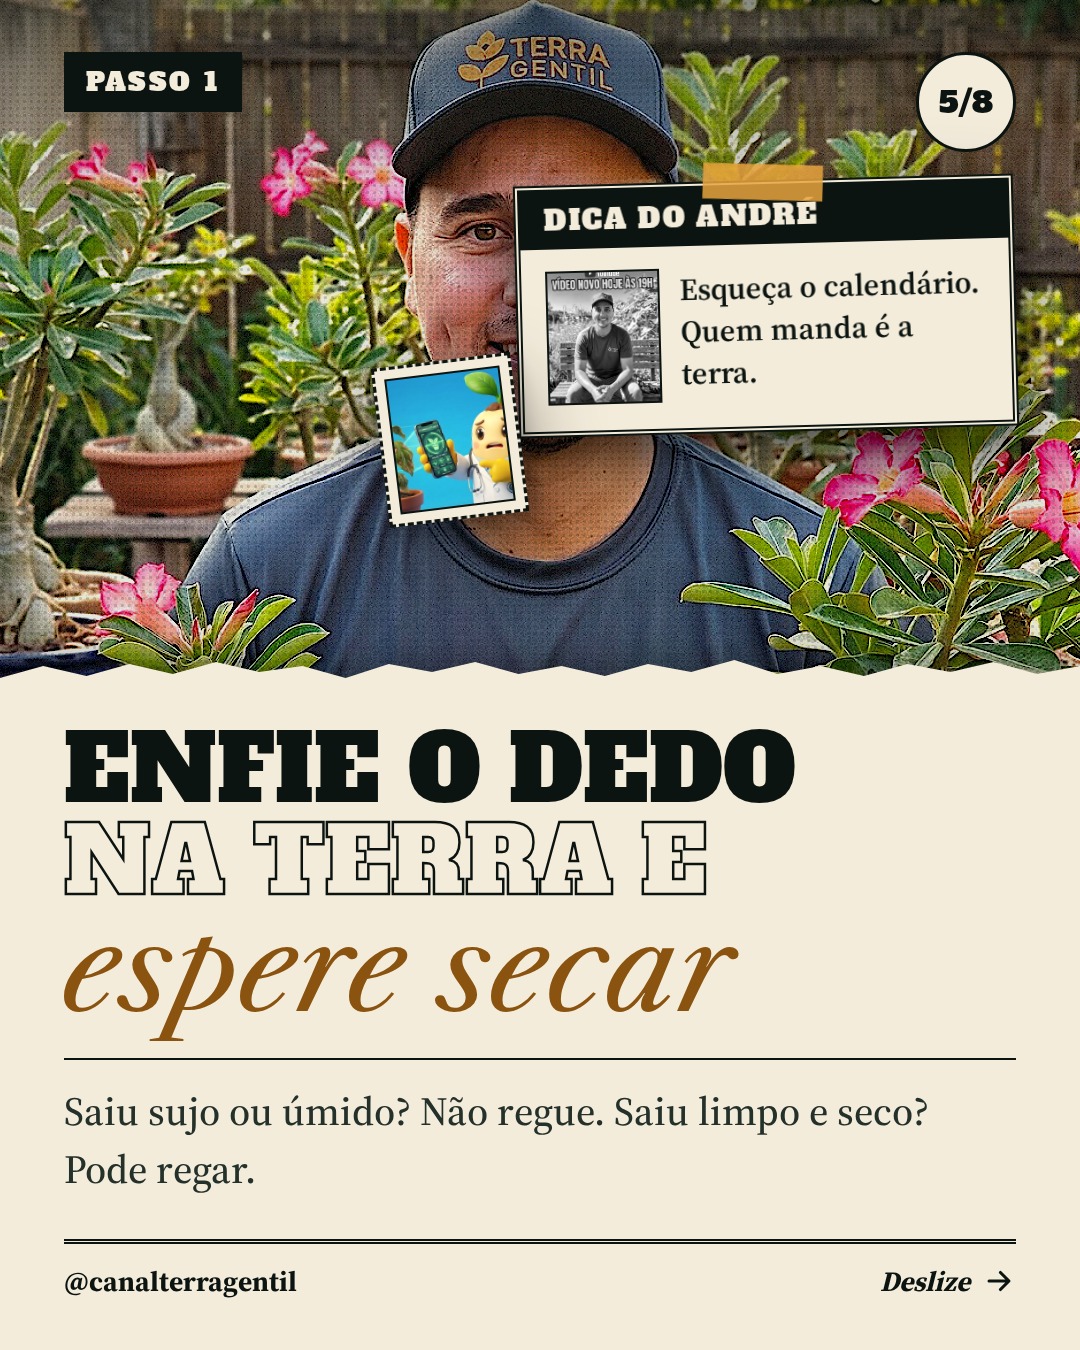 TERRA
GENTIL
PASSO 1
5/8
DICA DO ANDRÉ
VÍDEO NOVO HOJE ÀS 19H
Esqueça o calendário.
Quem manda é a
terra.
ENFIE O DEDO
NA TERRA E
espere secar
Saiu sujo ou úmido? Não regue. Saiu limpo e seco?
Pode regar.
@canalterragentil
Deslize →